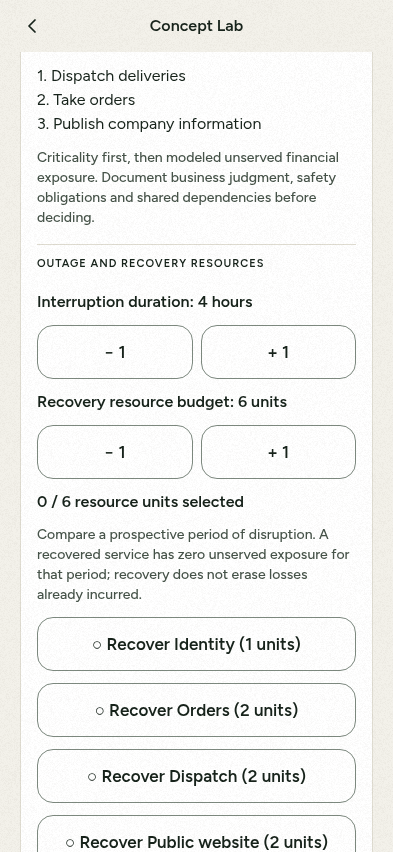 Concept Lab
1. Dispatch deliveries
2. Take orders
3. Publish company information
Criticality first, then modeled unserved financial
exposure. Document business judgment, safety
obligations and shared dependencies before
deciding.
OUTAGE AND RECOVERY RESOURCES
Interruption duration: 4 hours
− 1
+ 1
Recovery resource budget: 6 units
− 1
+ 1
0 / 6 resource units selected
Compare a prospective period of disruption. A
recovered service has zero unserved exposure for
that period; recovery does not erase losses
already incurred.
○ Recover Identity (1 units)
○ Recover Orders (2 units)
○ Recover Dispatch (2 units)
○ Recover Public website (2 units)